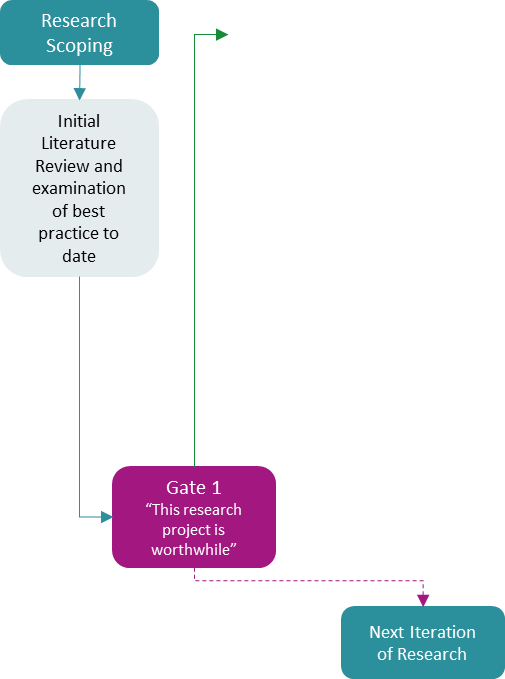 Research
Scoping
Initial
Literature
Review and
examination
of best
practice to
date
Gate 1
“This research
project is
worthwhile”
Next Iteration
of Research